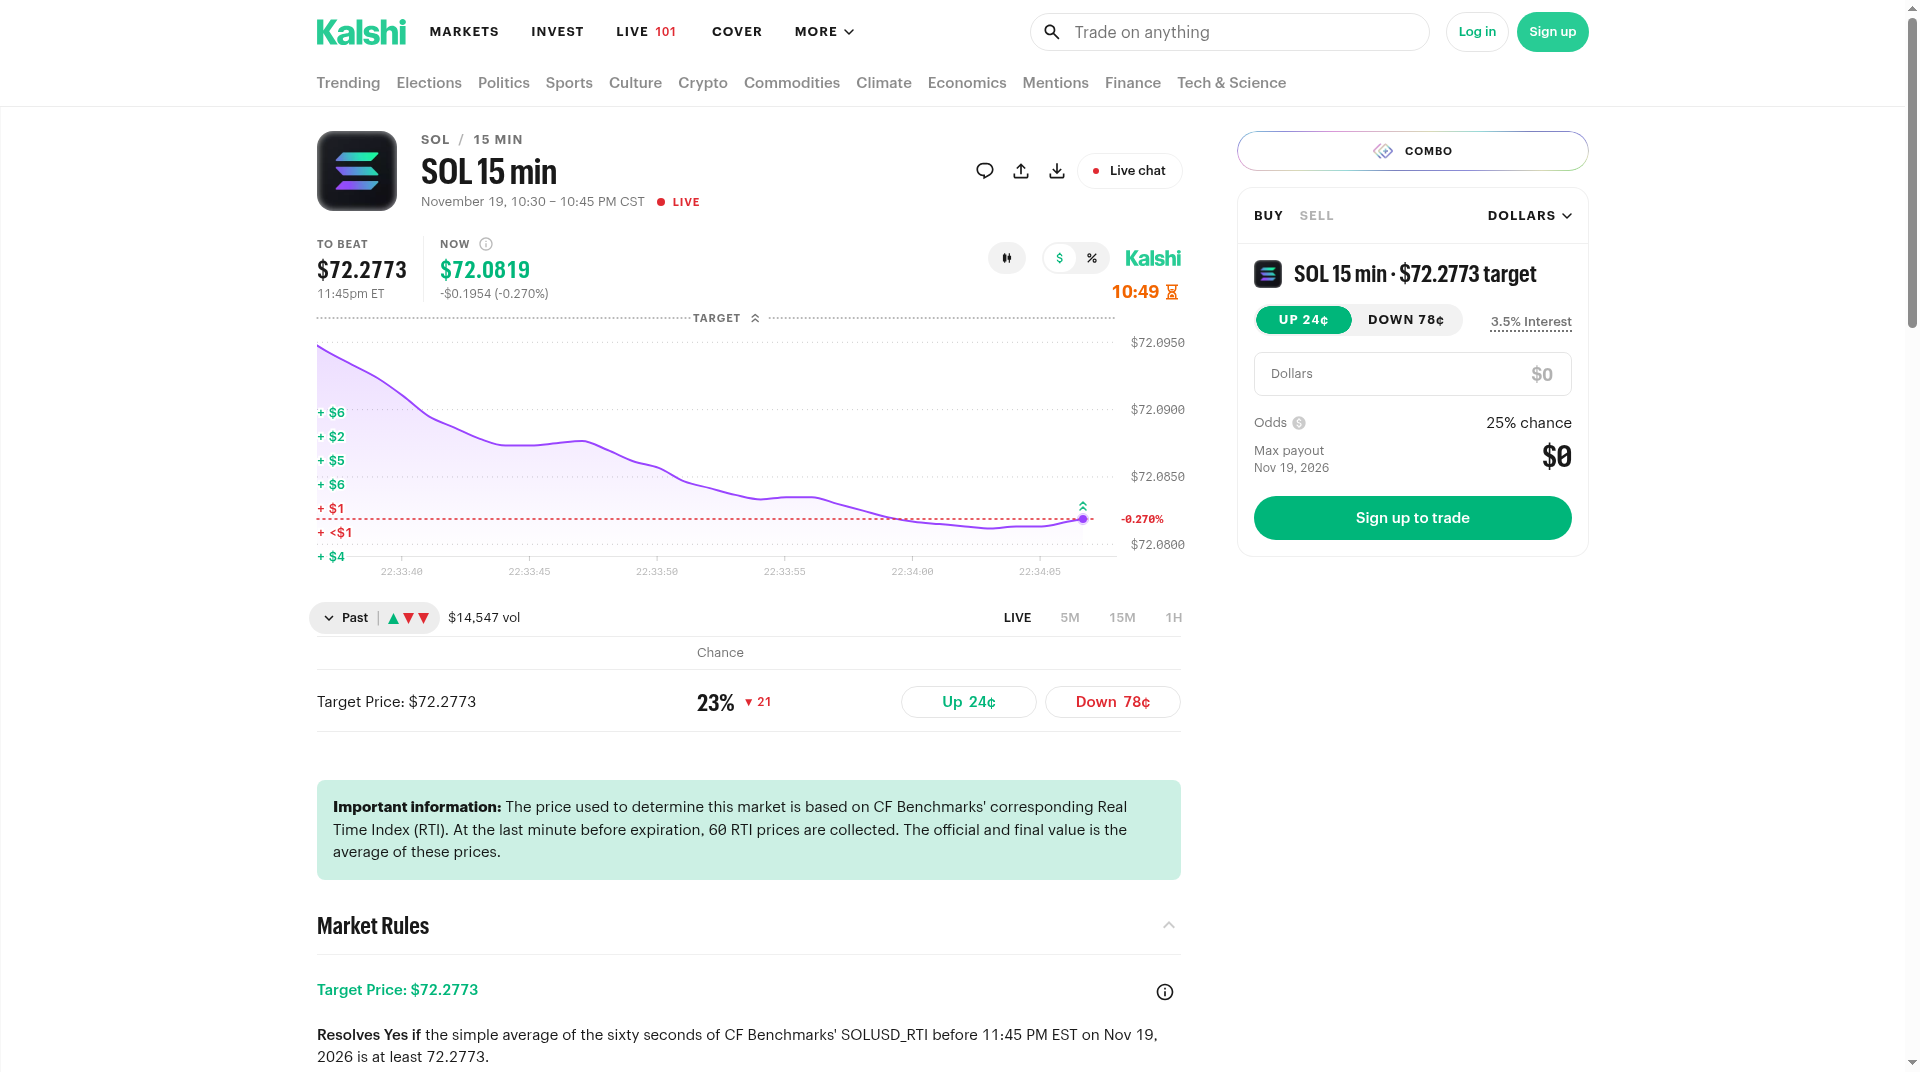 Kalshi MARKETS INVEST LIVE 101 COVER MORE Trade on anything Log in Sign up
Trending Elections Politics Sports Culture Crypto Commodities Climate Economics Mentions Finance Tech & Science
SOL / 15 MIN
SOL 15 min
November 19, 10:30 – 10:45 PM CST LIVE
Live chat
TO BEAT
$72.2773
11:45pm ET
NOW
$72.0819
-$0.1954 (-0.270%)
$ %
Kalshi
10:49
TARGET
$72.0950
$72.0900
$72.0850
-0.270%
$72.0800
+ $6
+ $2
+ $5
+ $6
+ $1
+ <$1
+ $4
22:33:40 22:33:45 22:33:50 22:33:55 22:34:00 22:34:05
Past | ▲▼▼ $14,547 vol
LIVE 5M 15M 1H
Chance
Target Price: $72.2773 23% ▼ 21 Up 24¢ Down 78¢
Important information: The price used to determine this market is based on CF Benchmarks' corresponding Real
Time Index (RTI). At the last minute before expiration, 60 RTI prices are collected. The official and final value is the
average of these prices.
Market Rules
Target Price: $72.2773
Resolves Yes if the simple average of the sixty seconds of CF Benchmarks' SOLUSD_RTI before 11:45 PM EST on Nov 19,
2026 is at least 72.2773.
COMBO
BUY SELL DOLLARS
SOL 15 min · $72.2773 target
UP 24¢ DOWN 78¢ 3.5% Interest
Dollars $0
Odds $ 25% chance
Max payout
Nov 19, 2026
$0
Sign up to trade